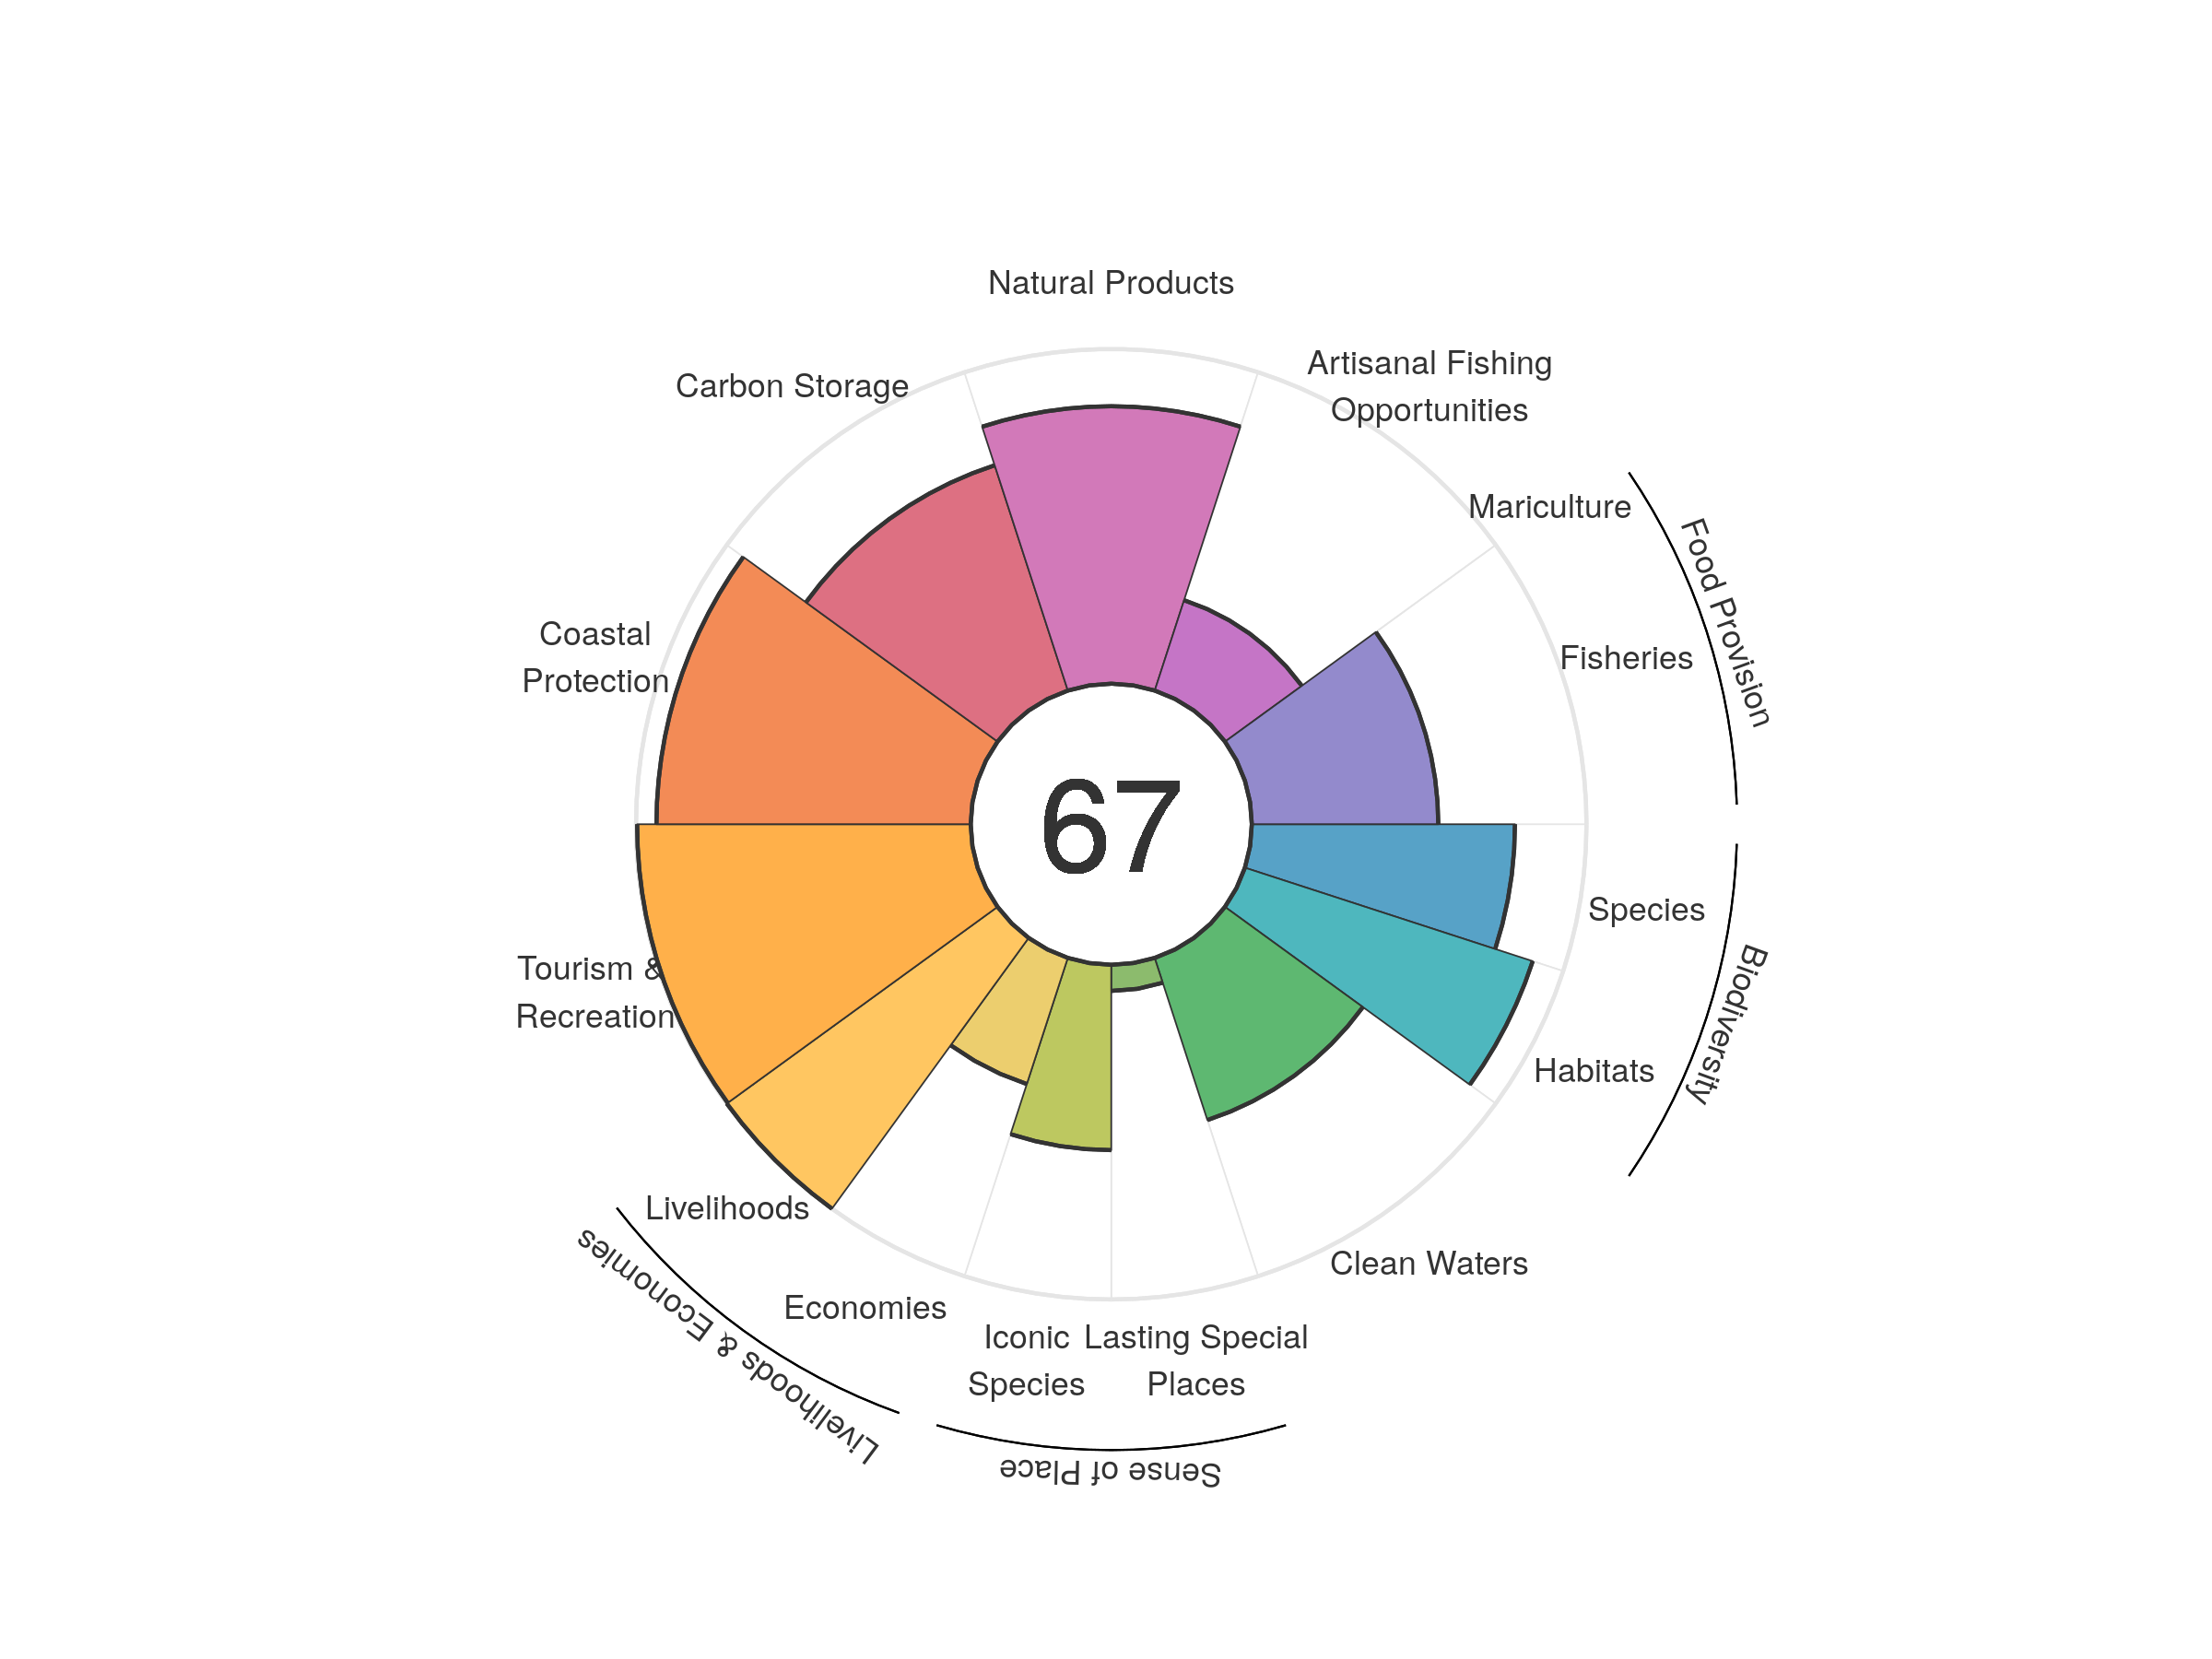 Natural Products
Carbon Storage
Artisanal Fishing
Opportunities
Mariculture
Food Provision
Fisheries
Coastal
Protection
67
Species
Biodiversity
Habitats
Tourism &
Recreation
Livelihoods
Livelihoods & Economies
Economies
Clean Waters
Iconic
Species
Lasting Special
Places
Sense of Place